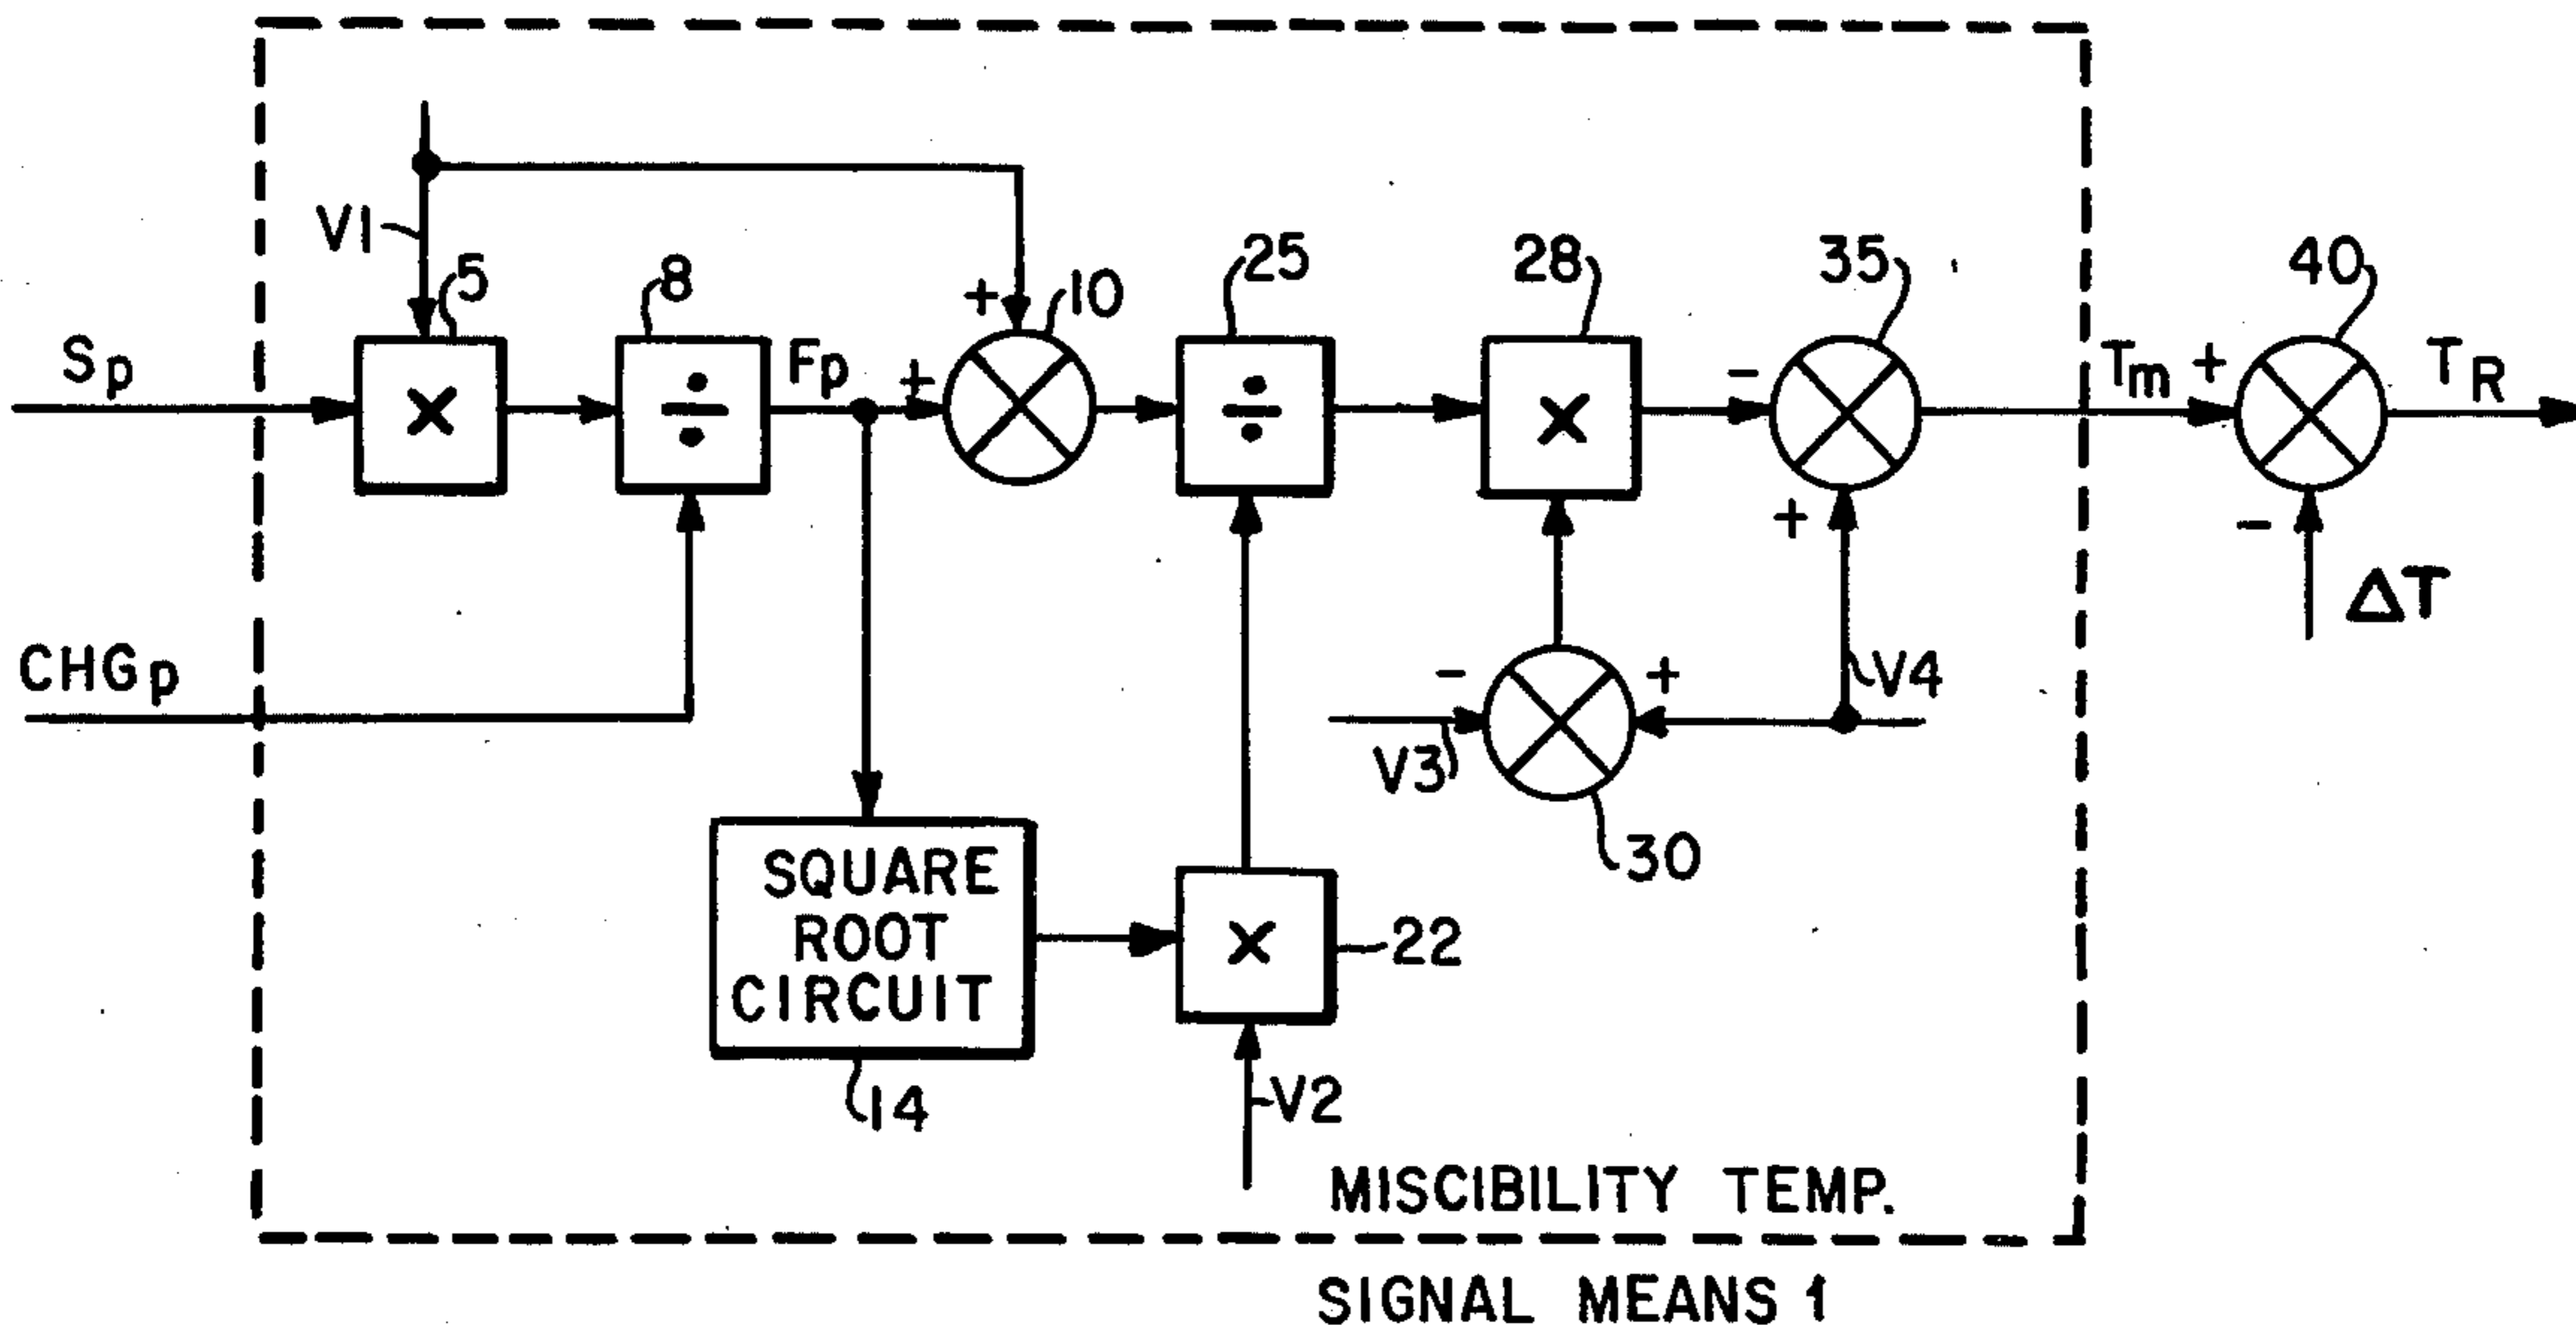 V1
5
8
10
25
28
35
40
Sp
Fp
+
+
-
+
Tm
+
TR
-
ΔT
CHGp
×
÷
÷
×
-
+
V4
V3
30
SQUARE
ROOT
CIRCUIT
14
×
22
V2
MISCIBILITY TEMP.
SIGNAL MEANS 1